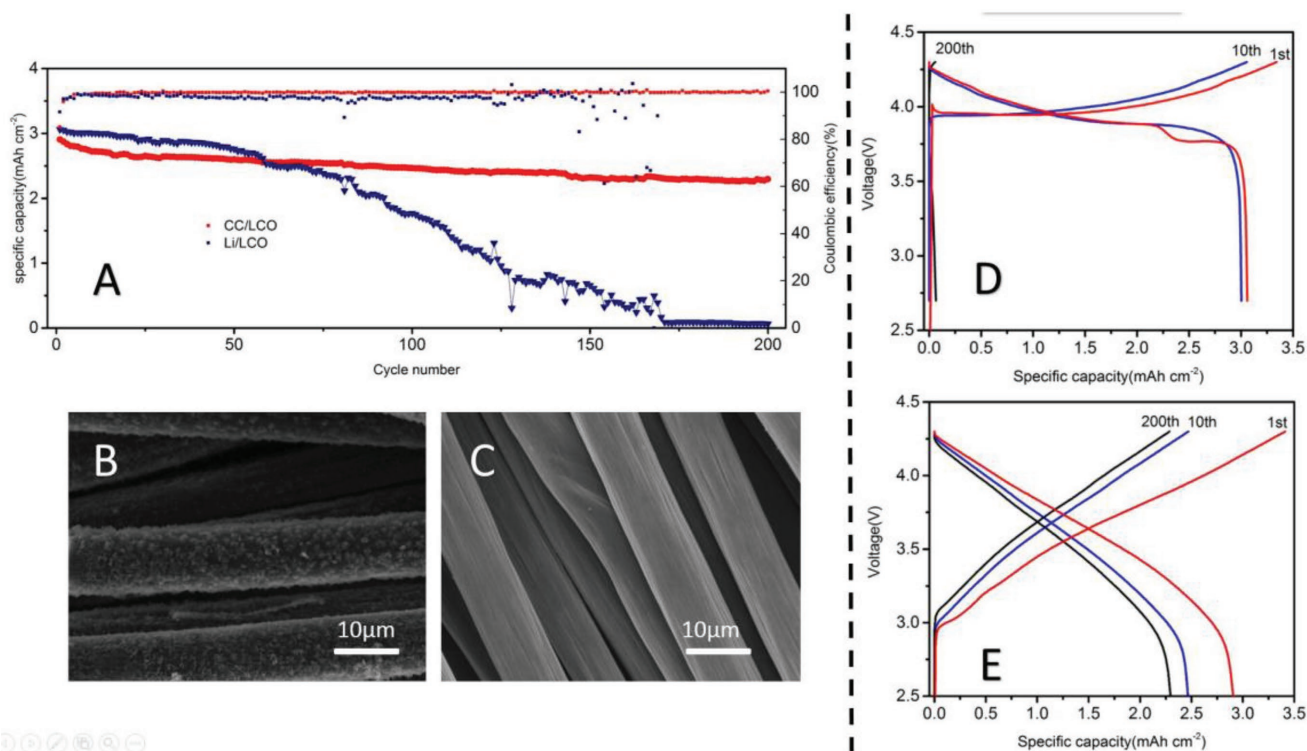 4
3
2
1
0
specific capacity(mAh cm-2)
100
80
60
40
20
0
Coulombic efficiency(%)
CC/LCO
Li/LCO
A
0
50
100
150
200
Cycle number
B
10μm
C
10μm
200th
10th
1st
4.5
4.0
3.5
3.0
2.5
Voltage(V)
D
0.0
0.5
1.0
1.5
2.0
2.5
3.0
3.5
Specific capacity(mAh cm-2)
200th
10th
1st
4.5
4.0
3.5
3.0
2.5
Voltage(V)
E
0.0
0.5
1.0
1.5
2.0
2.5
3.0
3.5
Specific capacity(mAh cm-2)